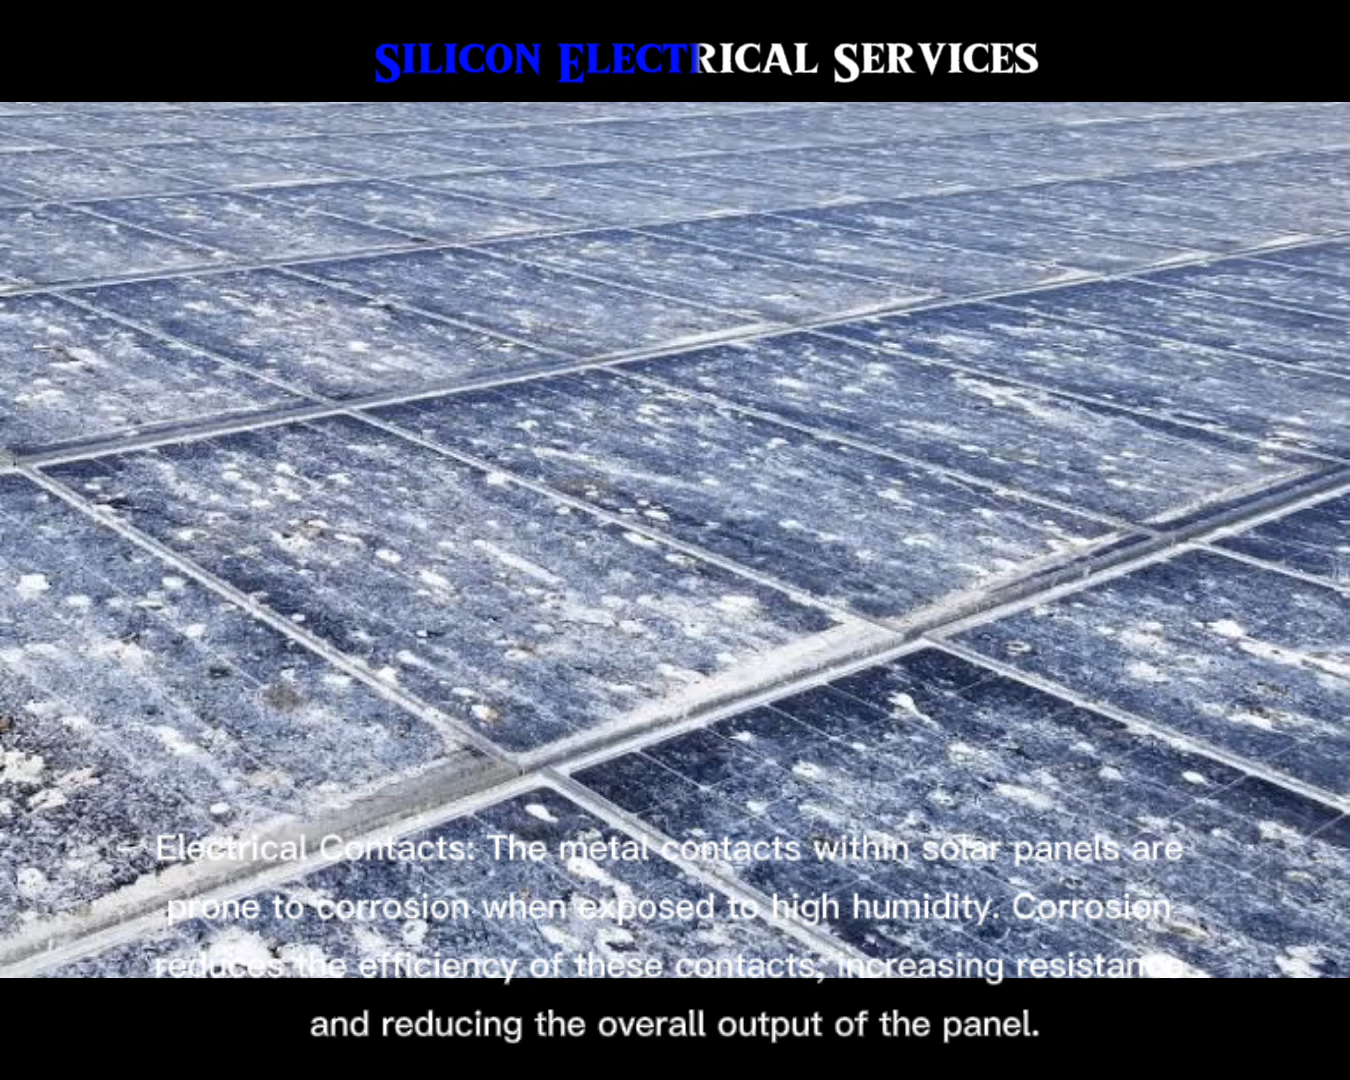 Silicon Electrical Services
Electrical Contacts: The metal contacts within solar panels are
prone to corrosion when exposed to high humidity. Corrosion
reduces the efficiency of these contacts, increasing resistance
and reducing the overall output of the panel.